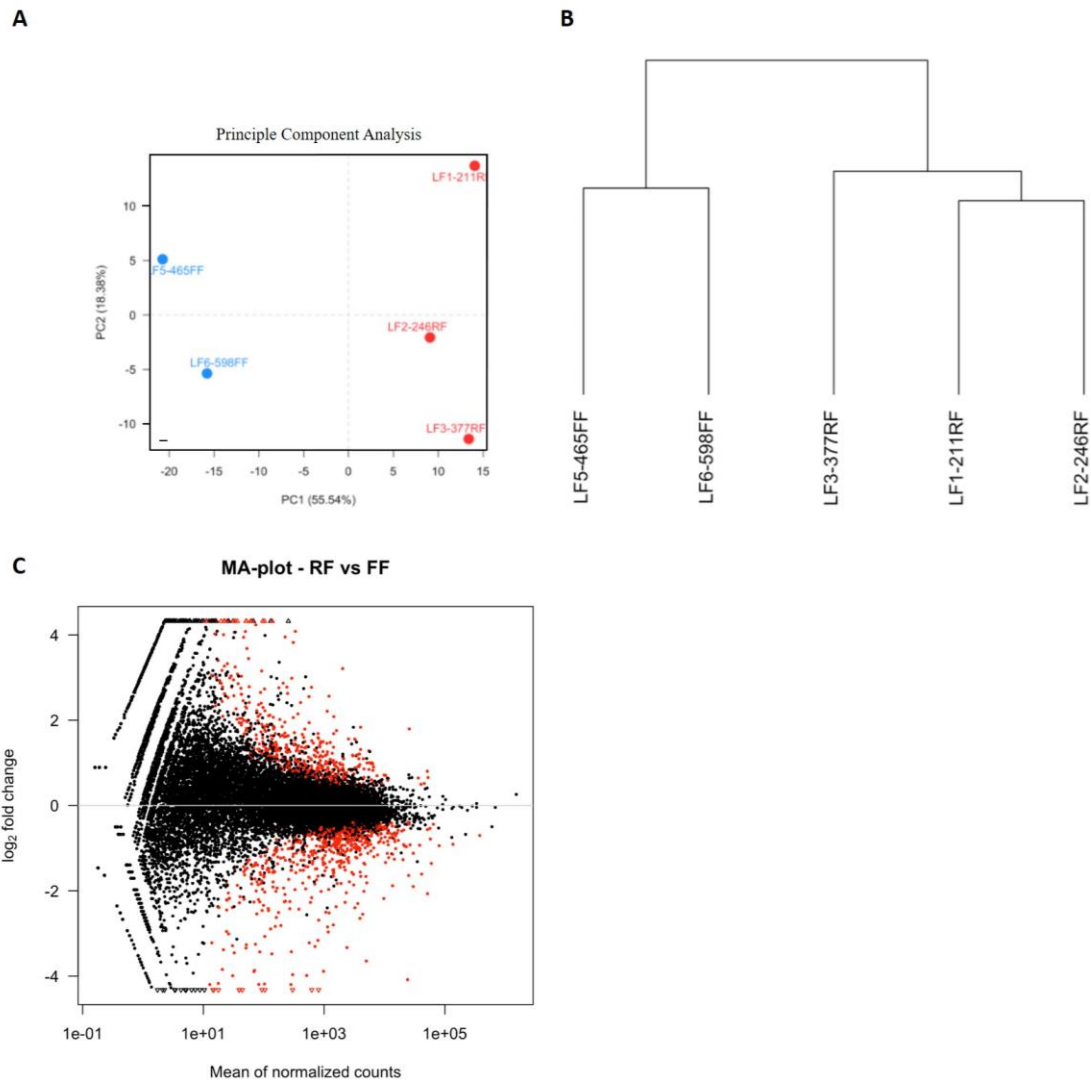 A
Principle Component Analysis
PC2 (18.38%)
10
5
0
-5
-10
LF1-211R
F5-465FF
LF2-246RF
LF6-598FF
LF3-377RF
-20 -15 -10 -5 0 5 10 15
PC1 (55.54%)
B
LF5-465FF
LF6-598FF
LF3-377RF
LF1-211RF
LF2-246RF
C
MA-plot - RF vs FF
log2 fold change
4
2
0
-2
-4
1e-01 1e+01 1e+03 1e+05
Mean of normalized counts